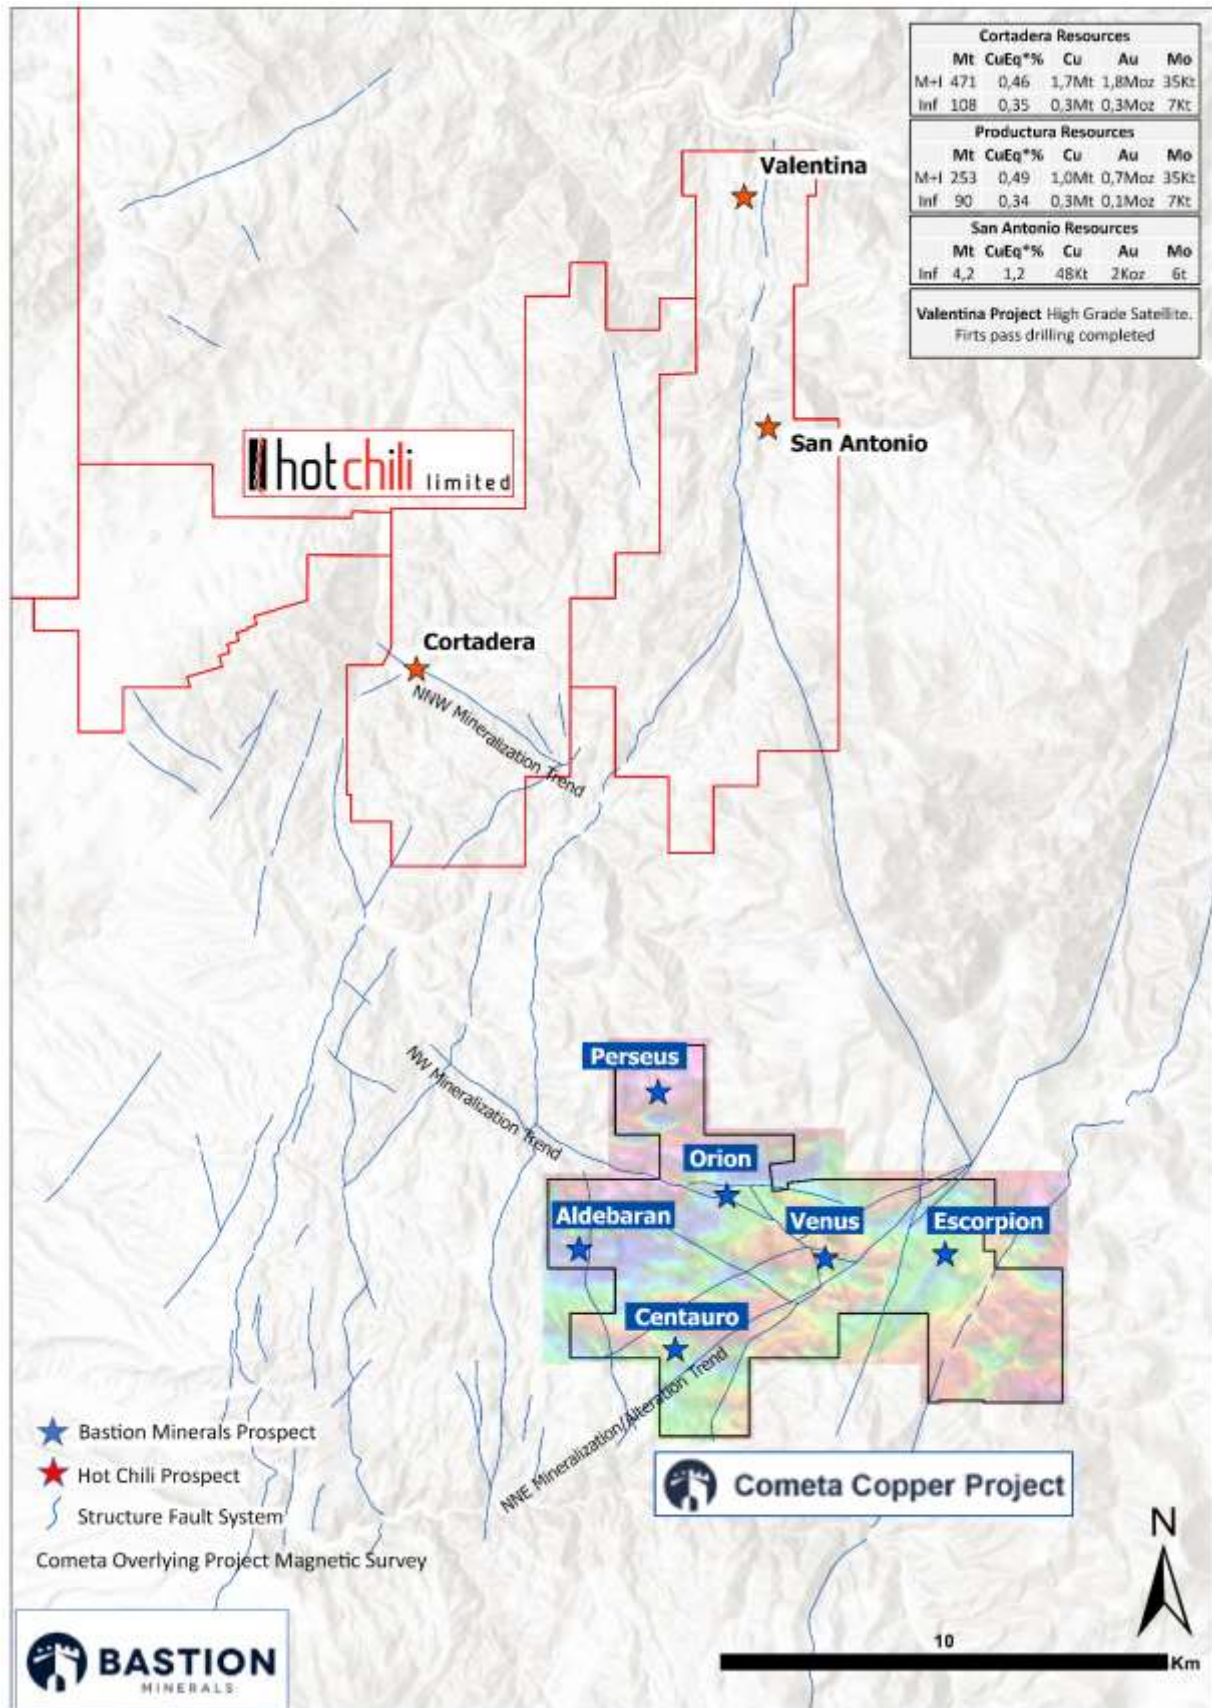 Cortadera Resources
Mt CuEq*% Cu Au Mo
M+I 471 0,46 1,7Mt 1,8Moz 35Kt
Inf 108 0,35 0,3Mt 0,3Moz 7Kt
Productura Resources
Mt CuEq*% Cu Au Mo
M+I 253 0,49 1,0Mt 0,7Moz 35Kt
Inf 90 0,34 0,3Mt 0,1Moz 7Kt
San Antonio Resources
Mt CuEq*% Cu Au Mo
Inf 4,2 1,2 48Kt 2Koz 6t
Valentina Project High Grade Satellite.
Firts pass drilling completed
Valentina
San Antonio
hotchili limited
Cortadera
NNW Mineralization Trend
NW Mineralization Trend
Perseus
Orion
Aldebaran
Venus
Escorpion
Centauro
NNE Mineralization/Alteration Trend
Cometa Copper Project
Bastion Minerals Prospect
Hot Chili Prospect
Structure Fault System
Cometa Overlying Project Magnetic Survey
N
10
Km
BASTION
MINERALS